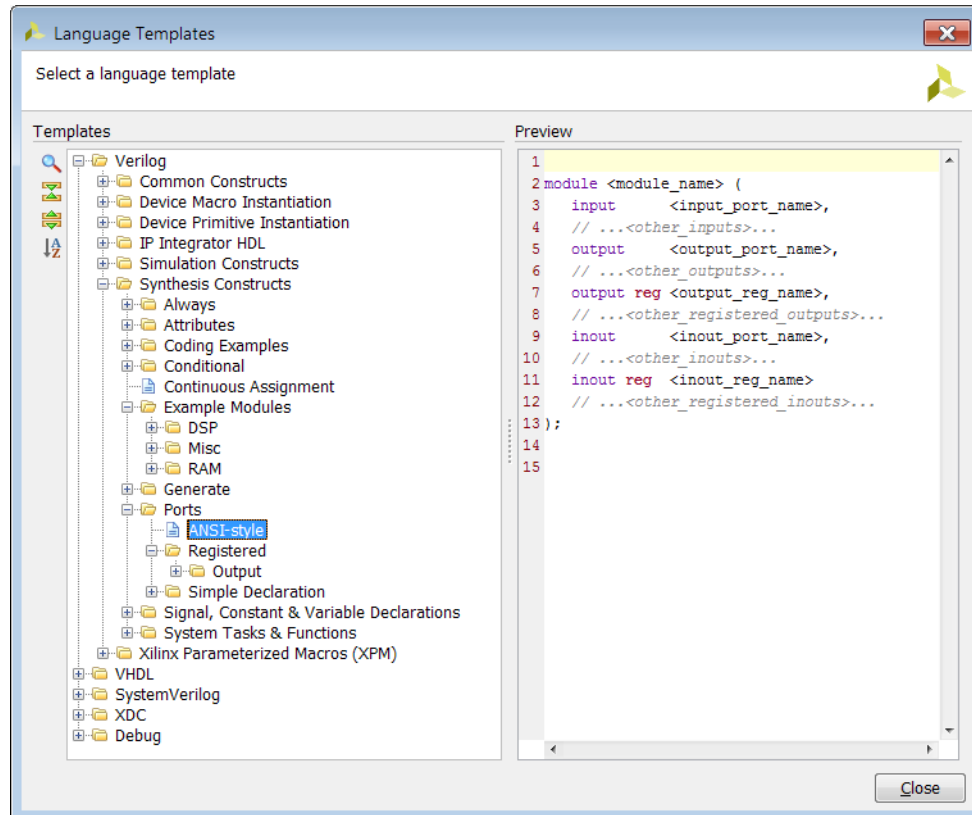 Language Templates
Select a language template
Templates
Verilog
Common Constructs
Device Macro Instantiation
Device Primitive Instantiation
IP Integrator HDL
Simulation Constructs
Synthesis Constructs
Always
Attributes
Coding Examples
Conditional
Continuous Assignment
Example Modules
DSP
Misc
RAM
Generate
Ports
ANSI-style
Registered
Output
Simple Declaration
Signal, Constant & Variable Declarations
System Tasks & Functions
Xilinx Parameterized Macros (XPM)
VHDL
SystemVerilog
XDC
Debug
A
Z
Preview
1
2 module <module_name> (
3 input <input_port_name>,
4 // ...<other_inputs>...
5 output <output_port_name>,
6 // ...<other_outputs>...
7 output reg <output_reg_name>,
8 // ...<other_registered_outputs>...
9 inout <inout_port_name>,
10 // ...<other_inouts>...
11 inout reg <inout_reg_name>
12 // ...<other_registered_inouts>...
13 );
14
15
Close